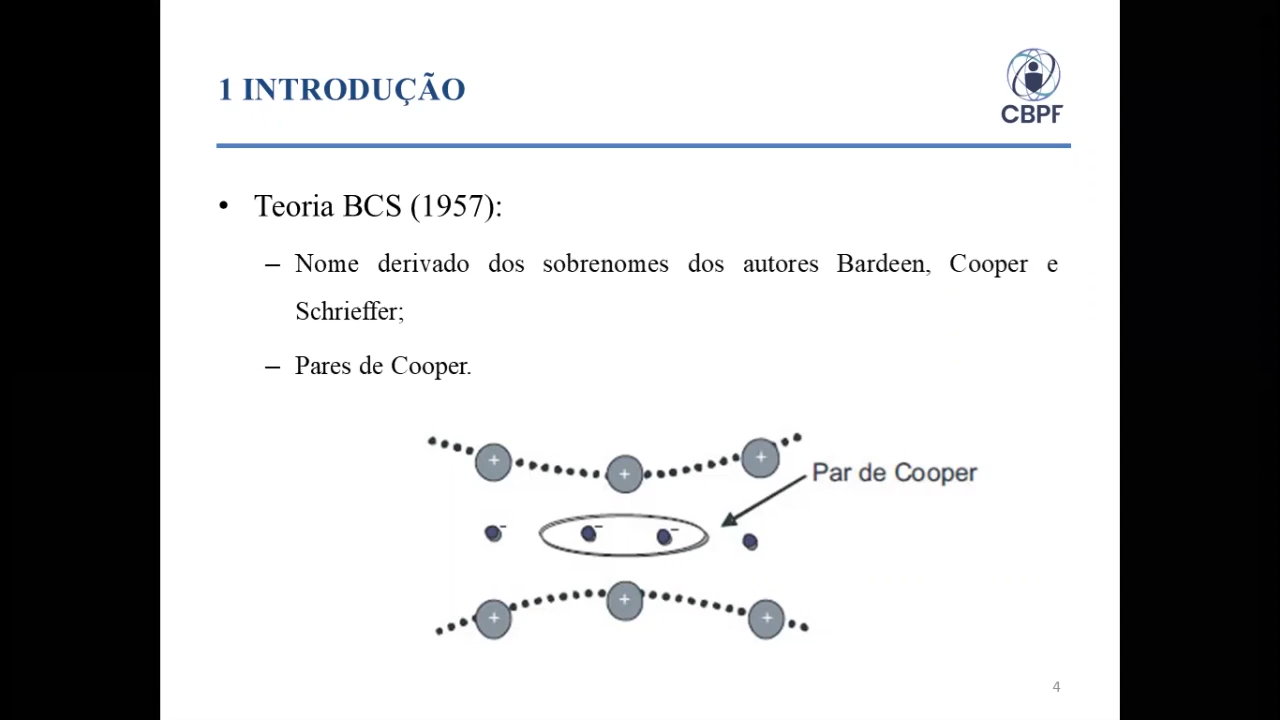 1 INTRODUÇÃO
CBPF
• Teoria BCS (1957):
– Nome derivado dos sobrenomes dos autores Bardeen, Cooper e
Schrieffer;
– Pares de Cooper.
+ + +
Par de Cooper
- - -
+ + +
4